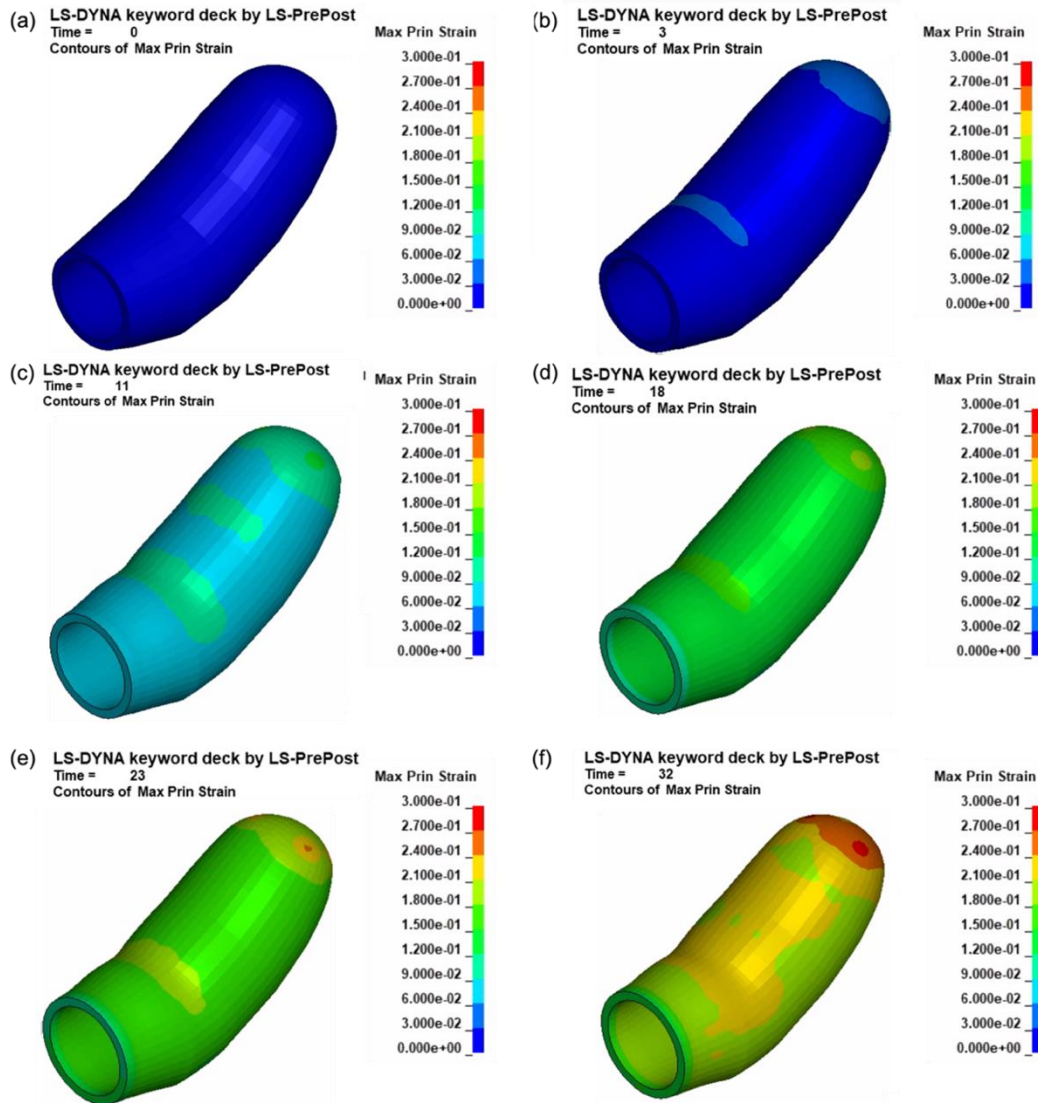 (a) LS-DYNA keyword deck by LS-PrePost
Time = 0
Contours of Max Prin Strain
Max Prin Strain
3.000e-01
2.700e-01
2.400e-01
2.100e-01
1.800e-01
1.500e-01
1.200e-01
9.000e-02
6.000e-02
3.000e-02
0.000e+00
(b) LS-DYNA keyword deck by LS-PrePost
Time = 3
Contours of Max Prin Strain
Max Prin Strain
3.000e-01
2.700e-01
2.400e-01
2.100e-01
1.800e-01
1.500e-01
1.200e-01
9.000e-02
6.000e-02
3.000e-02
0.000e+00
(c) LS-DYNA keyword deck by LS-PrePost
Time = 11
Contours of Max Prin Strain
Max Prin Strain
3.000e-01
2.700e-01
2.400e-01
2.100e-01
1.800e-01
1.500e-01
1.200e-01
9.000e-02
6.000e-02
3.000e-02
0.000e+00
(d) LS-DYNA keyword deck by LS-PrePost
Time = 18
Contours of Max Prin Strain
Max Prin Strain
3.000e-01
2.700e-01
2.400e-01
2.100e-01
1.800e-01
1.500e-01
1.200e-01
9.000e-02
6.000e-02
3.000e-02
0.000e+00
(e) LS-DYNA keyword deck by LS-PrePost
Time = 23
Contours of Max Prin Strain
Max Prin Strain
3.000e-01
2.700e-01
2.400e-01
2.100e-01
1.800e-01
1.500e-01
1.200e-01
9.000e-02
6.000e-02
3.000e-02
0.000e+00
(f) LS-DYNA keyword deck by LS-PrePost
Time = 32
Contours of Max Prin Strain
Max Prin Strain
3.000e-01
2.700e-01
2.400e-01
2.100e-01
1.800e-01
1.500e-01
1.200e-01
9.000e-02
6.000e-02
3.000e-02
0.000e+00